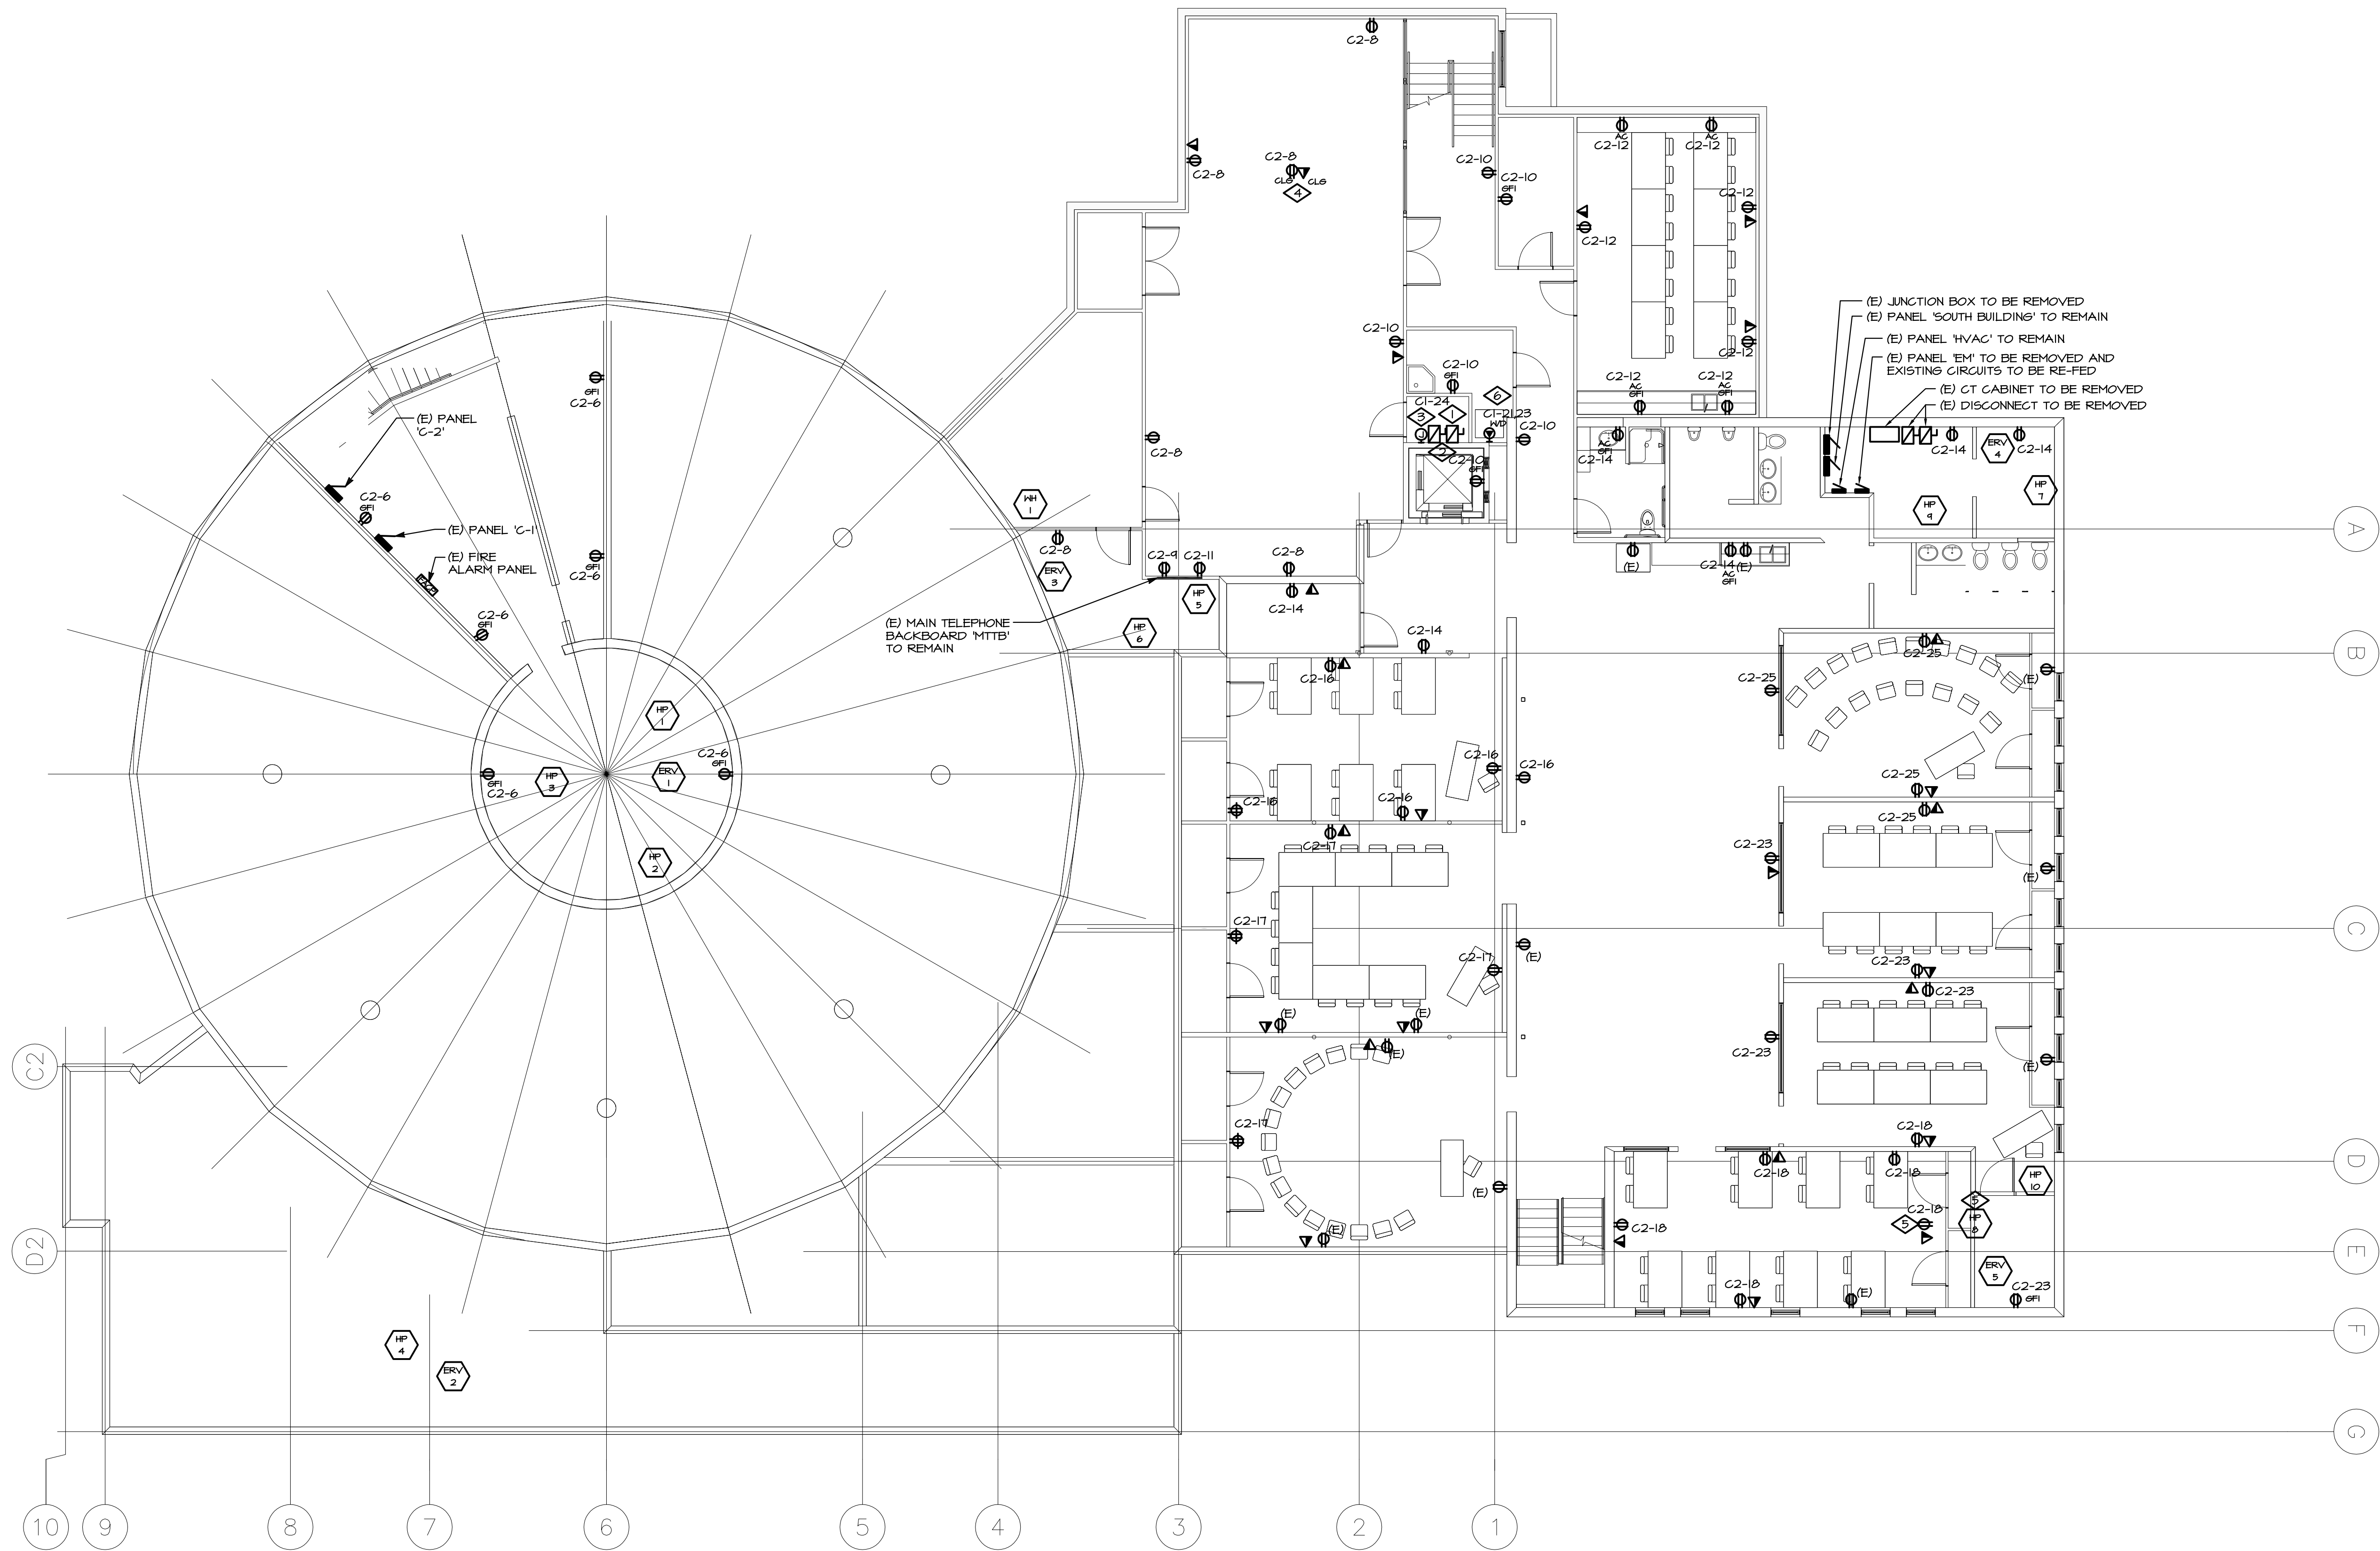 C2-8
AC
C2-12
AC
C2-12
C2-8
C2-8
CLG
CLG
4
C2-10
C2-10
GFI
C2-12
C2-12
C2-10
C2-12
C2-10
GFI
C2-12
AC
GFI
C2-12
AC
GFI
(E) JUNCTION BOX TO BE REMOVED
(E) PANEL 'SOUTH BUILDING' TO REMAIN
(E) PANEL 'HVAC' TO REMAIN
(E) PANEL 'EM' TO BE REMOVED AND
EXISTING CIRCUITS TO BE RE-FED
(E) CT CABINET TO BE REMOVED
(E) DISCONNECT TO BE REMOVED
C1-24
3
1
2
6
C1-21,23
WD
C2-10
C2-10
GFI
AC
GFI
C2-14
C2-14
ERV
4
C2-14
HP
7
HP
9
GFI
C2-6
(E) PANEL
'C-2'
C2-6
GFI
(E) PANEL 'C-1'
(E) FIRE
ALARM PANEL
FACP
GFI
C2-6
C2-6
GFI
C2-8
WH
1
C2-8
ERV
3
C2-9
C2-11
C2-8
HP
5
C2-14
HP
6
(E) MAIN TELEPHONE
BACKBOARD 'MTTB'
TO REMAIN
(E)
C2-14
AC
GFI
(E)
A
B
C2-14
C2-16
C2-25
C2-25
(E)
HP
1
C2-6
GFI
GFI
C2-6
HP
3
ERV
1
HP
2
C2-16
C2-16
C2-16
C2-16
C2-25
C2-25
C2-17
C2-23
(E)
C2-17
C2-17
(E)
C2-23
C
C2-23
(E)
(E)
(E)
C2-23
(E)
C2
C2-17
C2-18
D
(E)
C2-18
C2-18
HP
10
5
C2-18
5
HP
8
C2-18
(E)
D2
E
ERV
5
C2-23
GFI
C2-18
(E)
F
HP
4
ERV
2
G
10
9
8
7
6
5
4
3
2
1